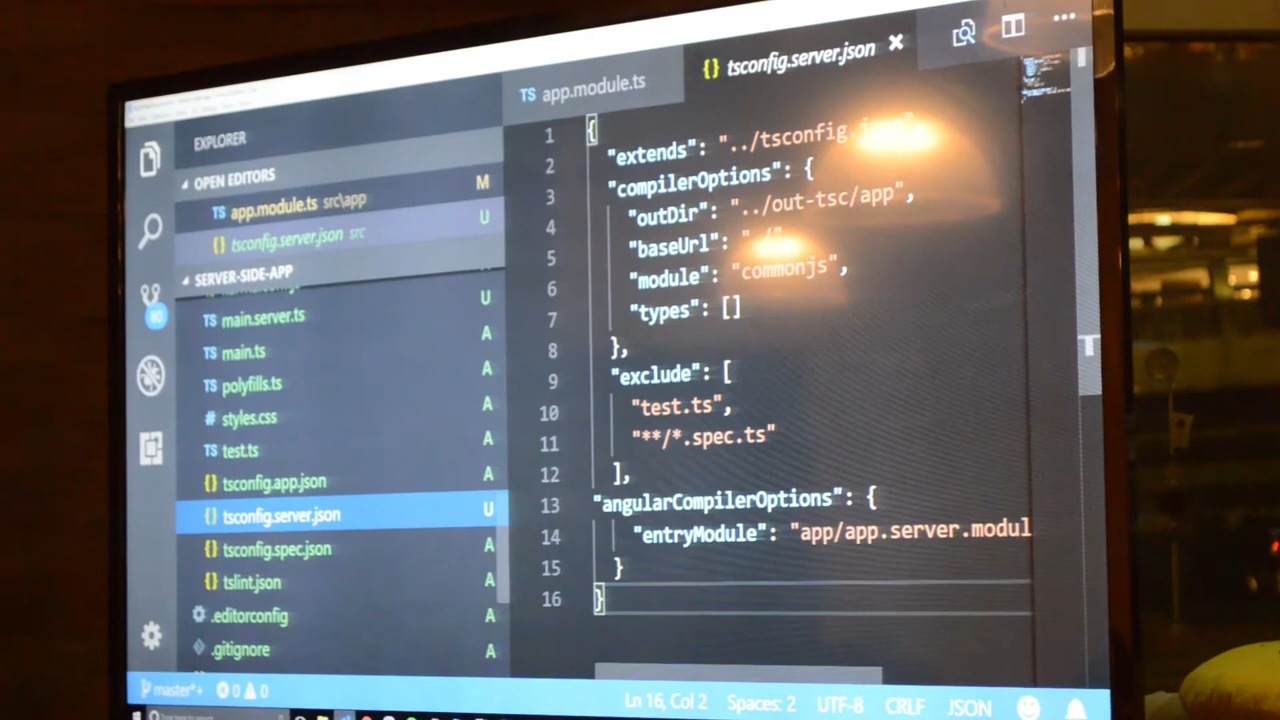 EXPLORER
OPEN EDITORS
TS app.module.ts src\app M
{} tsconfig.server.json src U
SERVER-SIDE-APP
U
TS main.server.ts A
TS main.ts A
TS polyfills.ts A
# styles.css A
TS test.ts A
{} tsconfig.app.json A
{} tsconfig.server.json U
{} tsconfig.spec.json A
{} tslint.json A
.editorconfig A
.gitignore A
TS app.module.ts
{} tsconfig.server.json
1 {
2 "extends": "../tsconfig.json",
3 "compilerOptions": {
4 "outDir": "../out-tsc/app",
5 "baseUrl": "./"
6 "module": "commonjs",
7 "types": []
8 },
9 "exclude": [
10 "test.ts",
11 "**/*.spec.ts"
12 ],
13 "angularCompilerOptions": {
14 "entryModule": "app/app.server.modul
15 }
16 }
master*+ 0 0
Ln 16, Col 2 Spaces: 2 UTF-8 CRLF JSON